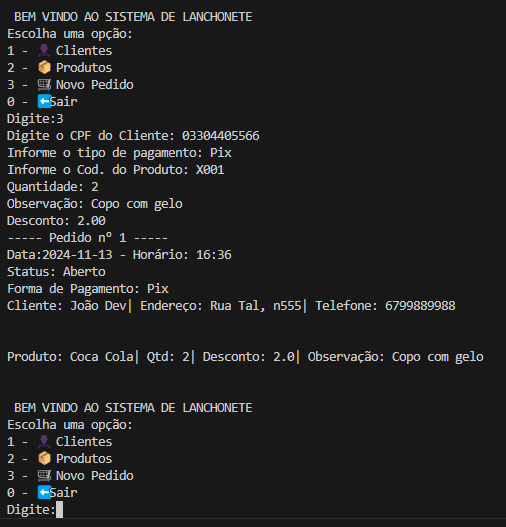 BEM VINDO AO SISTEMA DE LANCHONETE
Escolha uma opção:
1 - 👤 Clientes
2 - 📦 Produtos
3 - 🛒 Novo Pedido
0 - ⬅️Sair
Digite:3
Digite o CPF do Cliente: 03304405566
Informe o tipo de pagamento: Pix
Informe o Cod. do Produto: X001
Quantidade: 2
Observação: Copo com gelo
Desconto: 2.00
----- Pedido nº 1 -----
Data:2024-11-13 - Horário: 16:36
Status: Aberto
Forma de Pagamento: Pix
Cliente: João Dev| Endereço: Rua Tal, n555| Telefone: 6799889988
Produto: Coca Cola| Qtd: 2| Desconto: 2.0| Observação: Copo com gelo
BEM VINDO AO SISTEMA DE LANCHONETE
Escolha uma opção:
1 - 👤 Clientes
2 - 📦 Produtos
3 - 🛒 Novo Pedido
0 - ⬅️Sair
Digite: